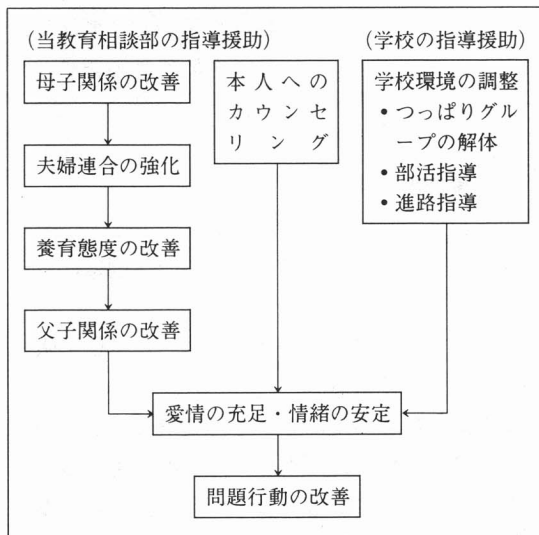 (当教育相談部の指導援助)
母子関係の改善
夫婦連合の強化
養育態度の改善
父子関係の改善
本人への
カウンセ
リング
(学校の指導援助)
学校環境の調整
•つっぱりグル
ープの解体
•部活指導
•進路指導
愛情の充足・情緒の安定
問題行動の改善